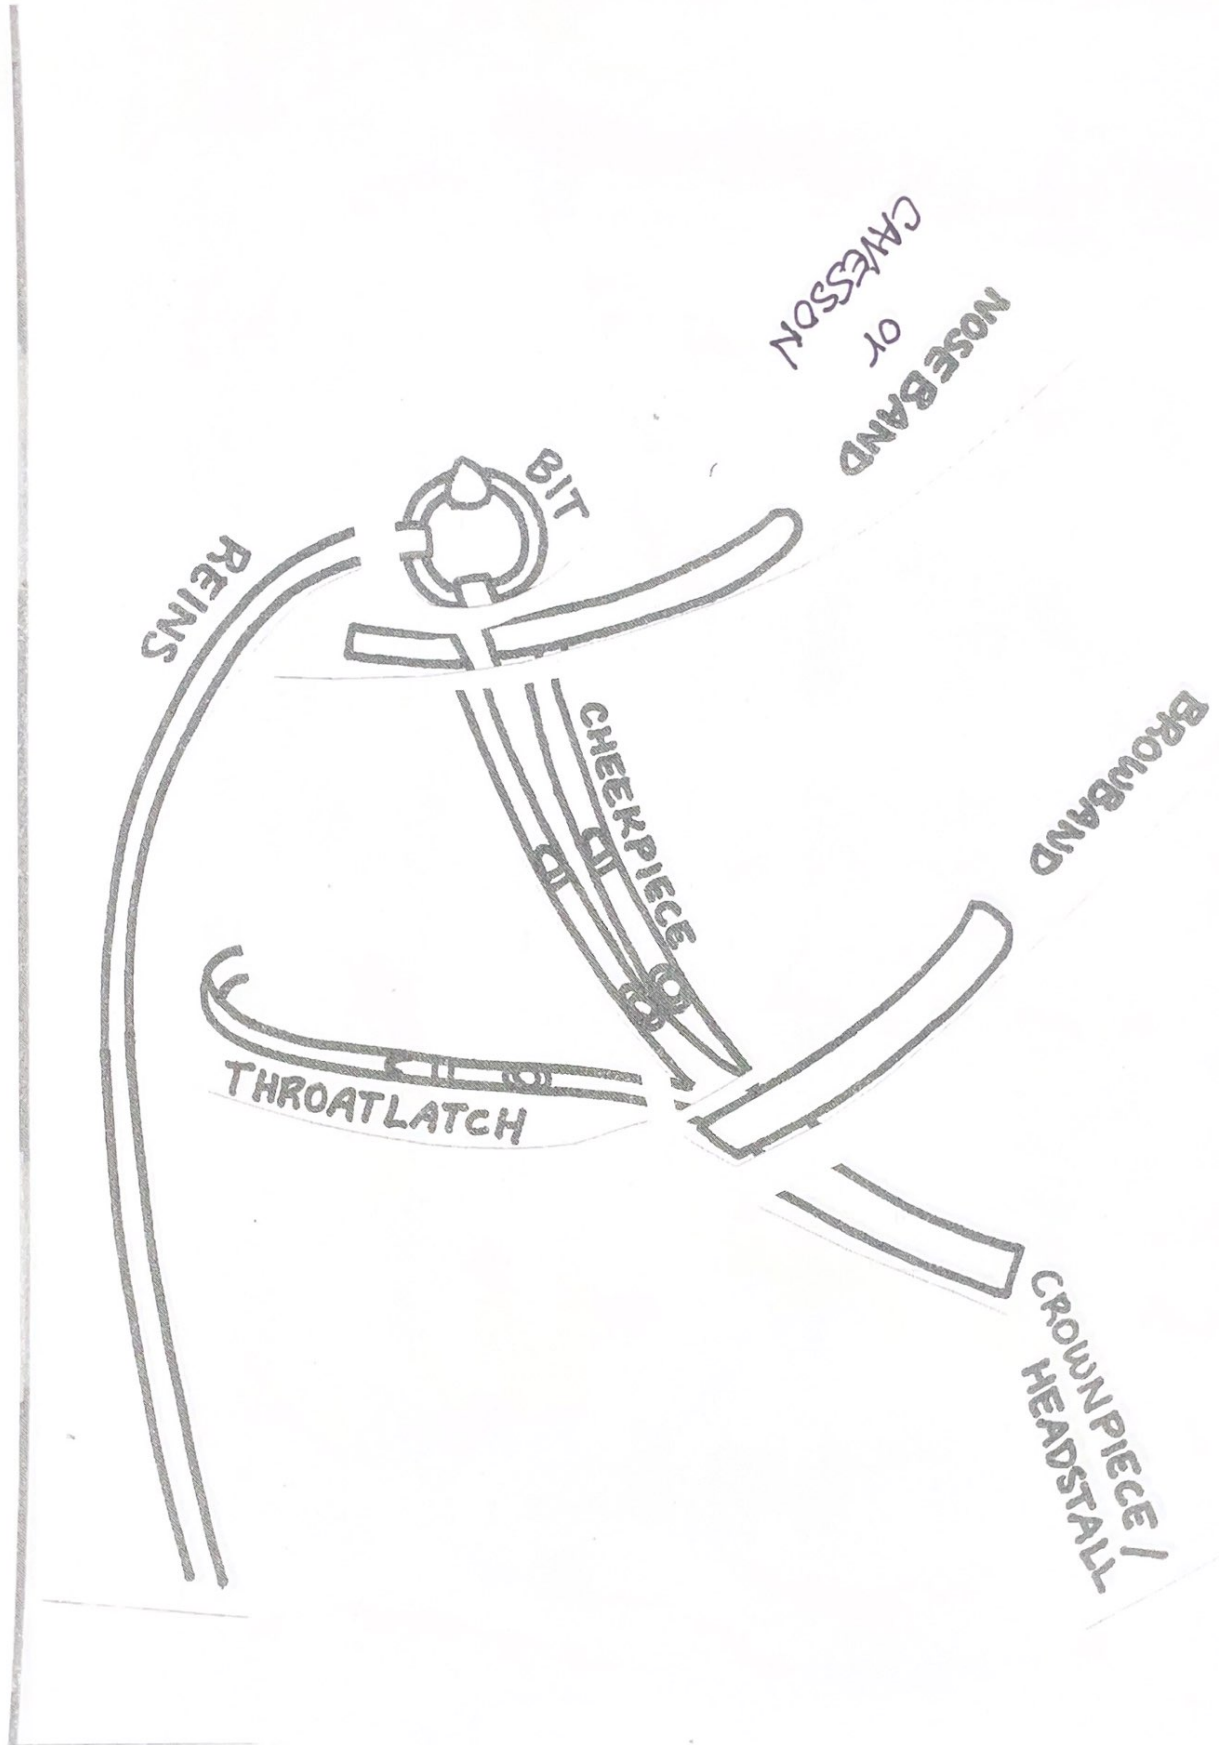 CAVESSON
or
NOSEBAND
BIT
REINS
CHEEKPIECE
BROWBAND
THROATLATCH
CROWNPIECE /
HEADSTALL